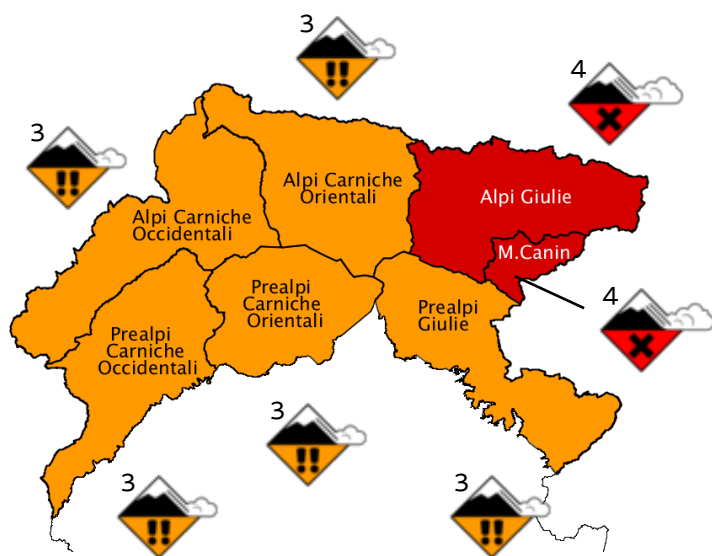 3
4
3
Alpi Carniche
Orientali
Alpi Giulie
Alpi Carniche
Occidentali
M.Canin
Prealpi
Carniche
Orientali
Prealpi
Giulie
4
Prealpi
Carniche
Occidentali
3
3
3